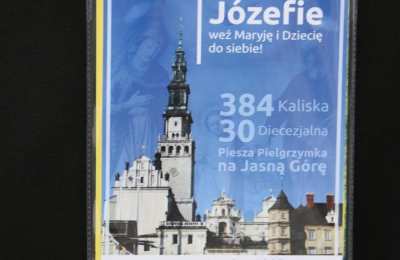 Józefie
weź Maryję i Dziecię
do siebie!
384 Kaliska
30 Diecezjalna
Piesza Pielgrzymka
na Jasną Górę